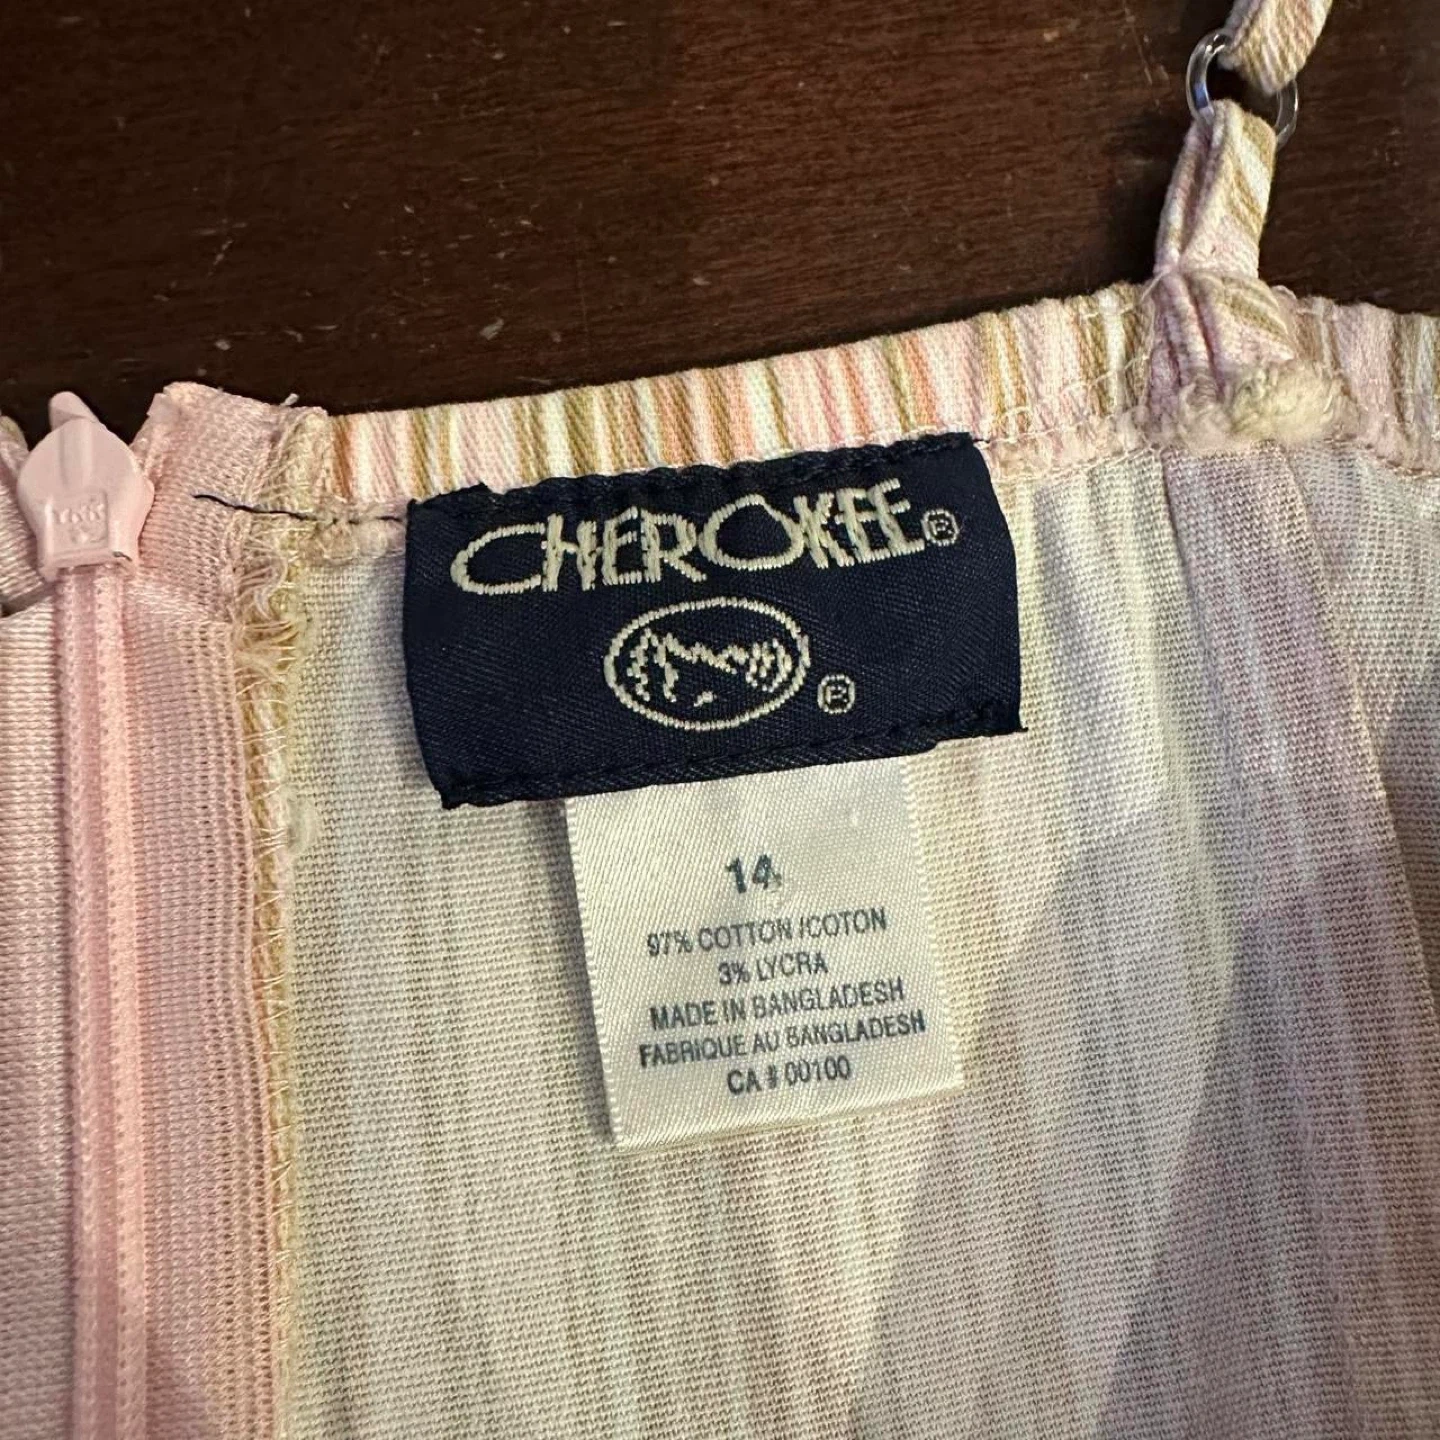 CHEROKEE®
®
14
97% COTTON /COTON
3% LYCRA
MADE IN BANGLADESH
FABRIQUE AU BANGLADESH
CA # 00100